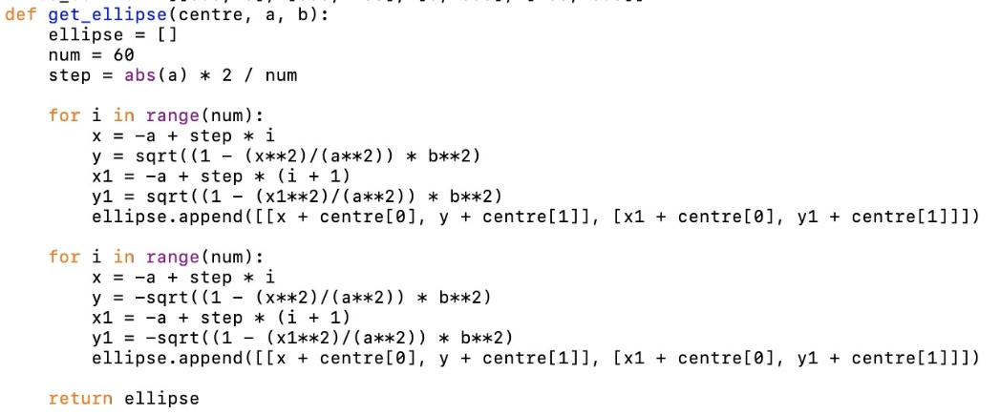 def get_ellipse(centre, a, b):
    ellipse = []
    num = 60
    step = abs(a) * 2 / num

    for i in range(num):
        x = -a + step * i
        y = sqrt((1 - (x**2)/(a**2)) * b**2)
        x1 = -a + step * (i + 1)
        y1 = sqrt((1 - (x1**2)/(a**2)) * b**2)
        ellipse.append([[x + centre[0], y + centre[1]], [x1 + centre[0], y1 + centre[1]]])

    for i in range(num):
        x = -a + step * i
        y = -sqrt((1 - (x**2)/(a**2)) * b**2)
        x1 = -a + step * (i + 1)
        y1 = -sqrt((1 - (x1**2)/(a**2)) * b**2)
        ellipse.append([[x + centre[0], y + centre[1]], [x1 + centre[0], y1 + centre[1]]])

    return ellipse